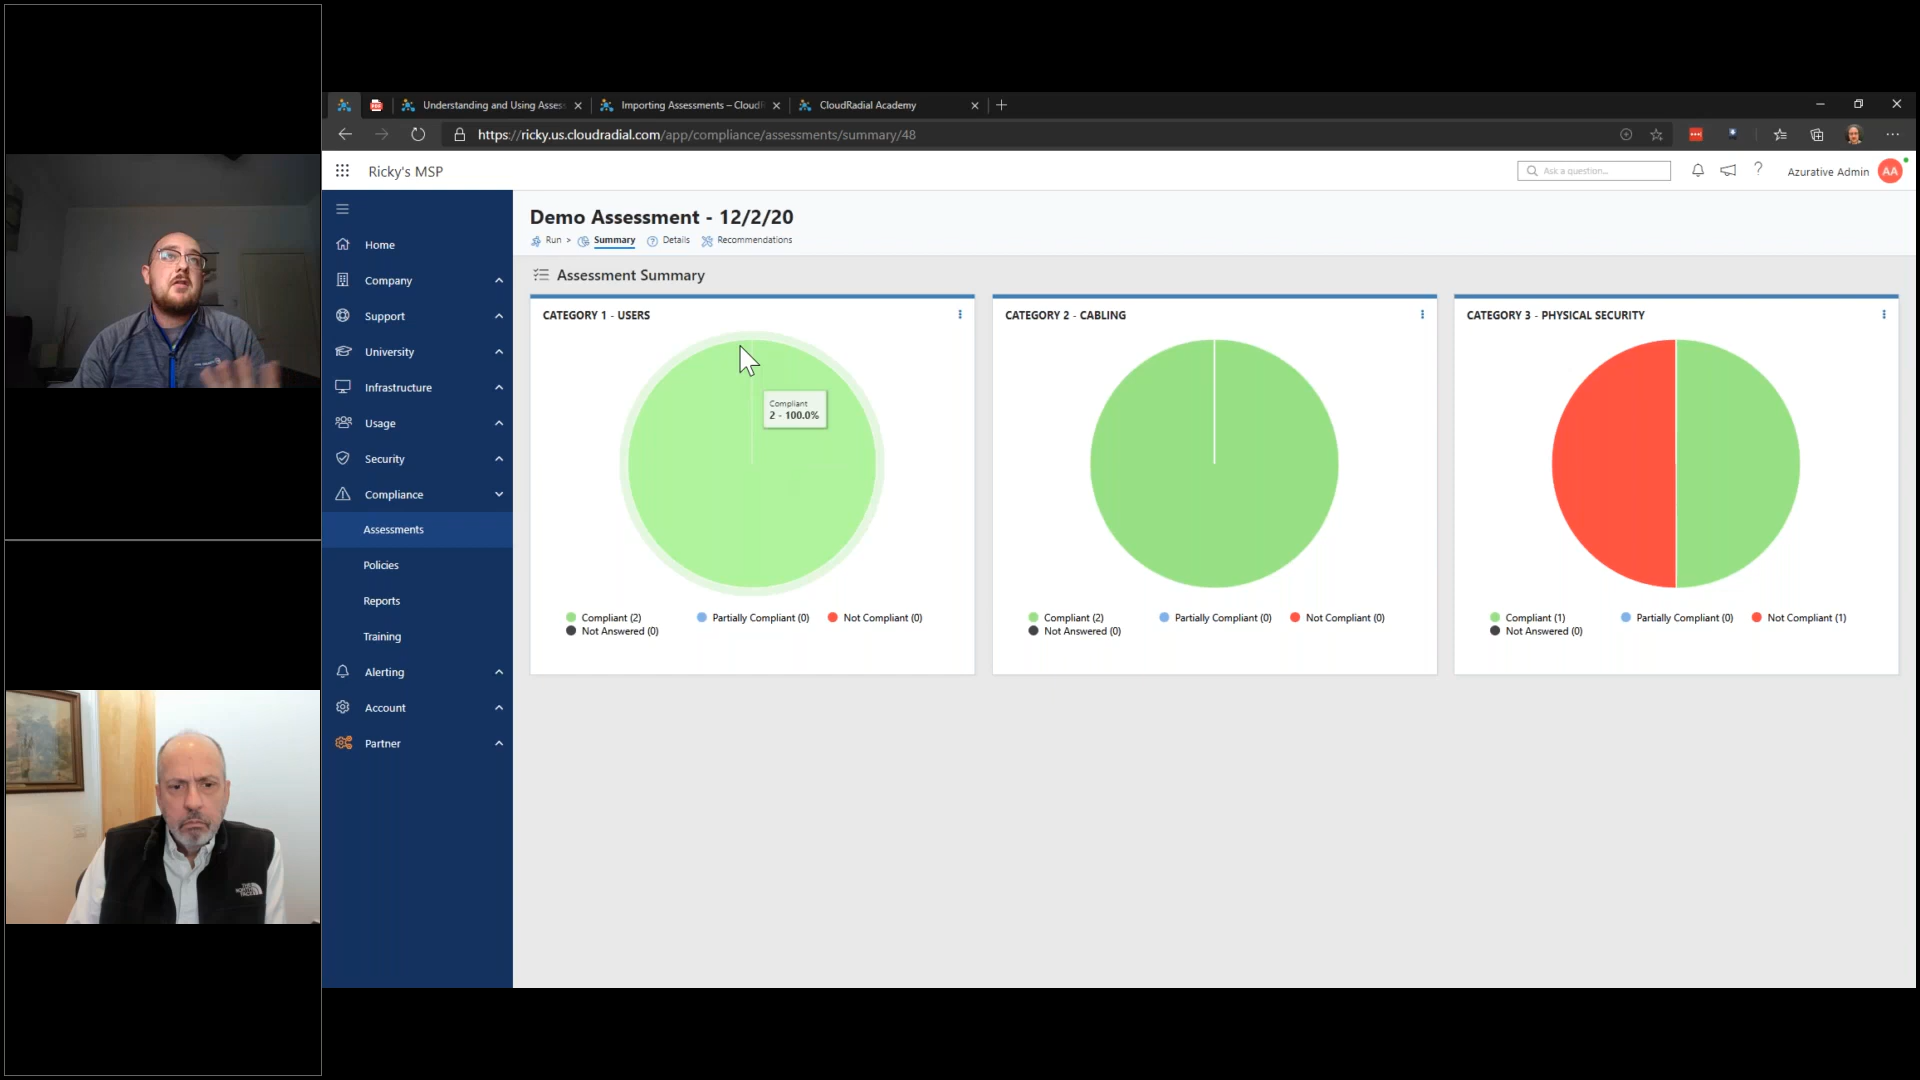 Understanding and Using Asses
Importing Assessments – CloudR
CloudRadial Academy
https://ricky.us.cloudradial.com/app/compliance/assessments/summary/48
Ricky's MSP
Ask a question...
Azurative Admin
AA
Home
Company
Support
University
Infrastructure
Usage
Security
Compliance
Assessments
Policies
Reports
Training
Alerting
Account
Partner
Demo Assessment - 12/2/20
Run > Summary Details Recommendations
Assessment Summary
CATEGORY 1 - USERS
Compliant
2 - 100.0%
Compliant (2) Partially Compliant (0) Not Compliant (0)
Not Answered (0)
CATEGORY 2 - CABLING
Compliant (2) Partially Compliant (0) Not Compliant (0)
Not Answered (0)
CATEGORY 3 - PHYSICAL SECURITY
Compliant (1) Partially Compliant (0) Not Compliant (1)
Not Answered (0)
THE
NORTH
FACE